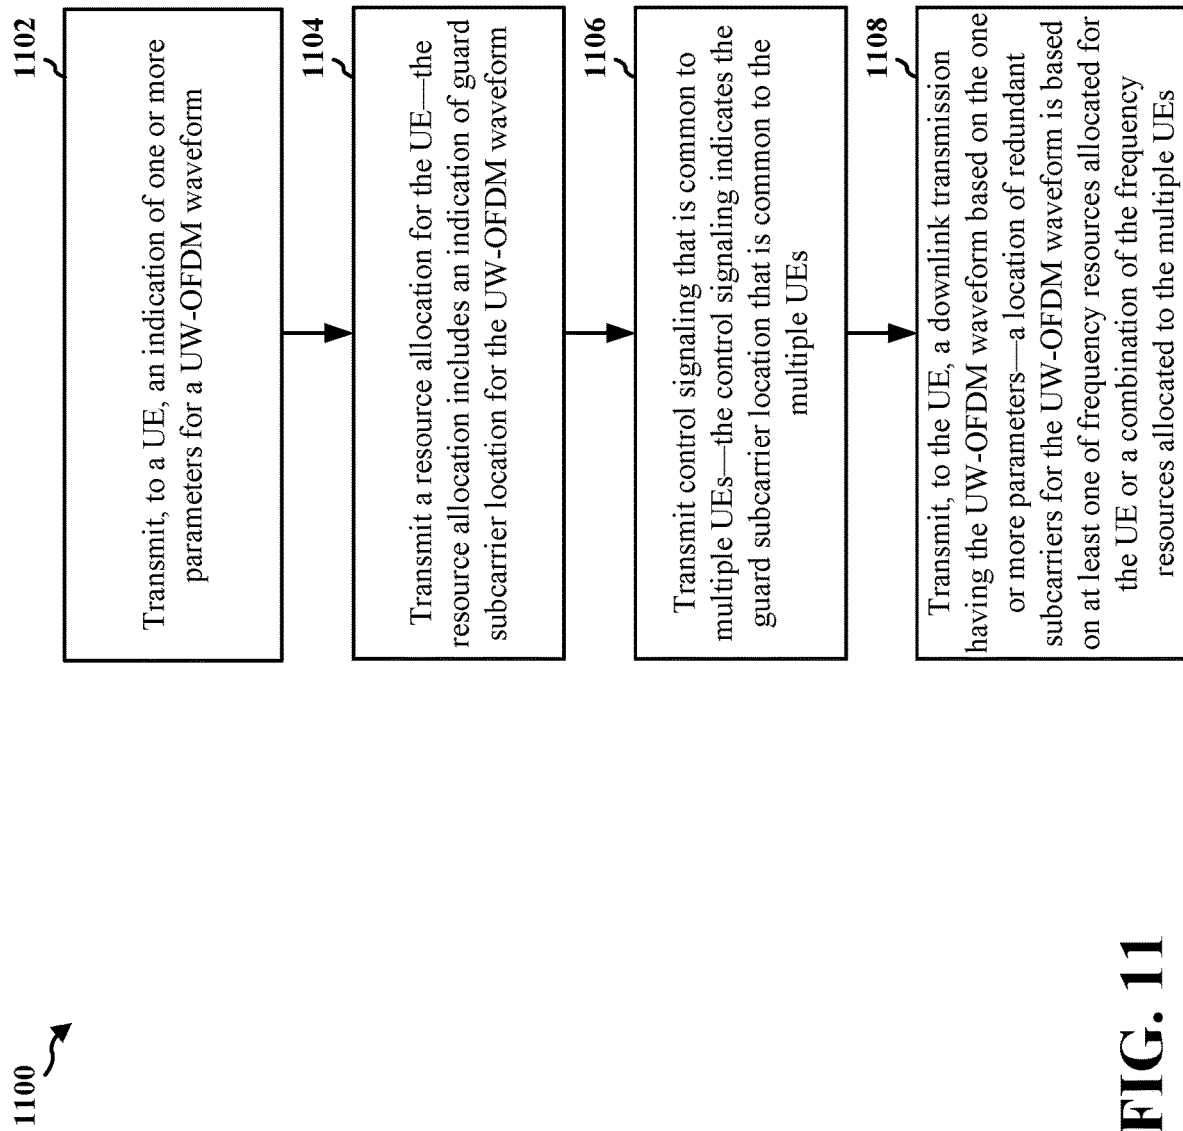 1100
1102
Transmit, to a UE, an indication of one or more
parameters for a UW-OFDM waveform
1104
Transmit a resource allocation for the UE—the
resource allocation includes an indication of guard
subcarrier location for the UW-OFDM waveform
1106
Transmit control signaling that is common to
multiple UEs—the control signaling indicates the
guard subcarrier location that is common to the
multiple UEs
1108
Transmit, to the UE, a downlink transmission
having the UW-OFDM waveform based on the one
or more parameters—a location of redundant
subcarriers for the UW-OFDM waveform is based
on at least one of frequency resources allocated for
the UE or a combination of the frequency
resources allocated to the multiple UEs
FIG. 11